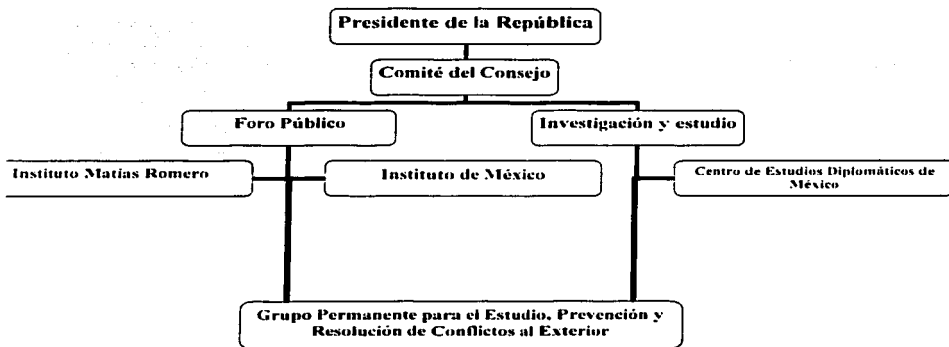 Presidente de la República
Comité del Consejo
Foro Público
Investigación y estudio
Instituto Matías Romero
Instituto de México
Centro de Estudios Diplomáticos de
México
Grupo Permanente para el Estudio, Prevención y
Resolución de Conflictos al Exterior